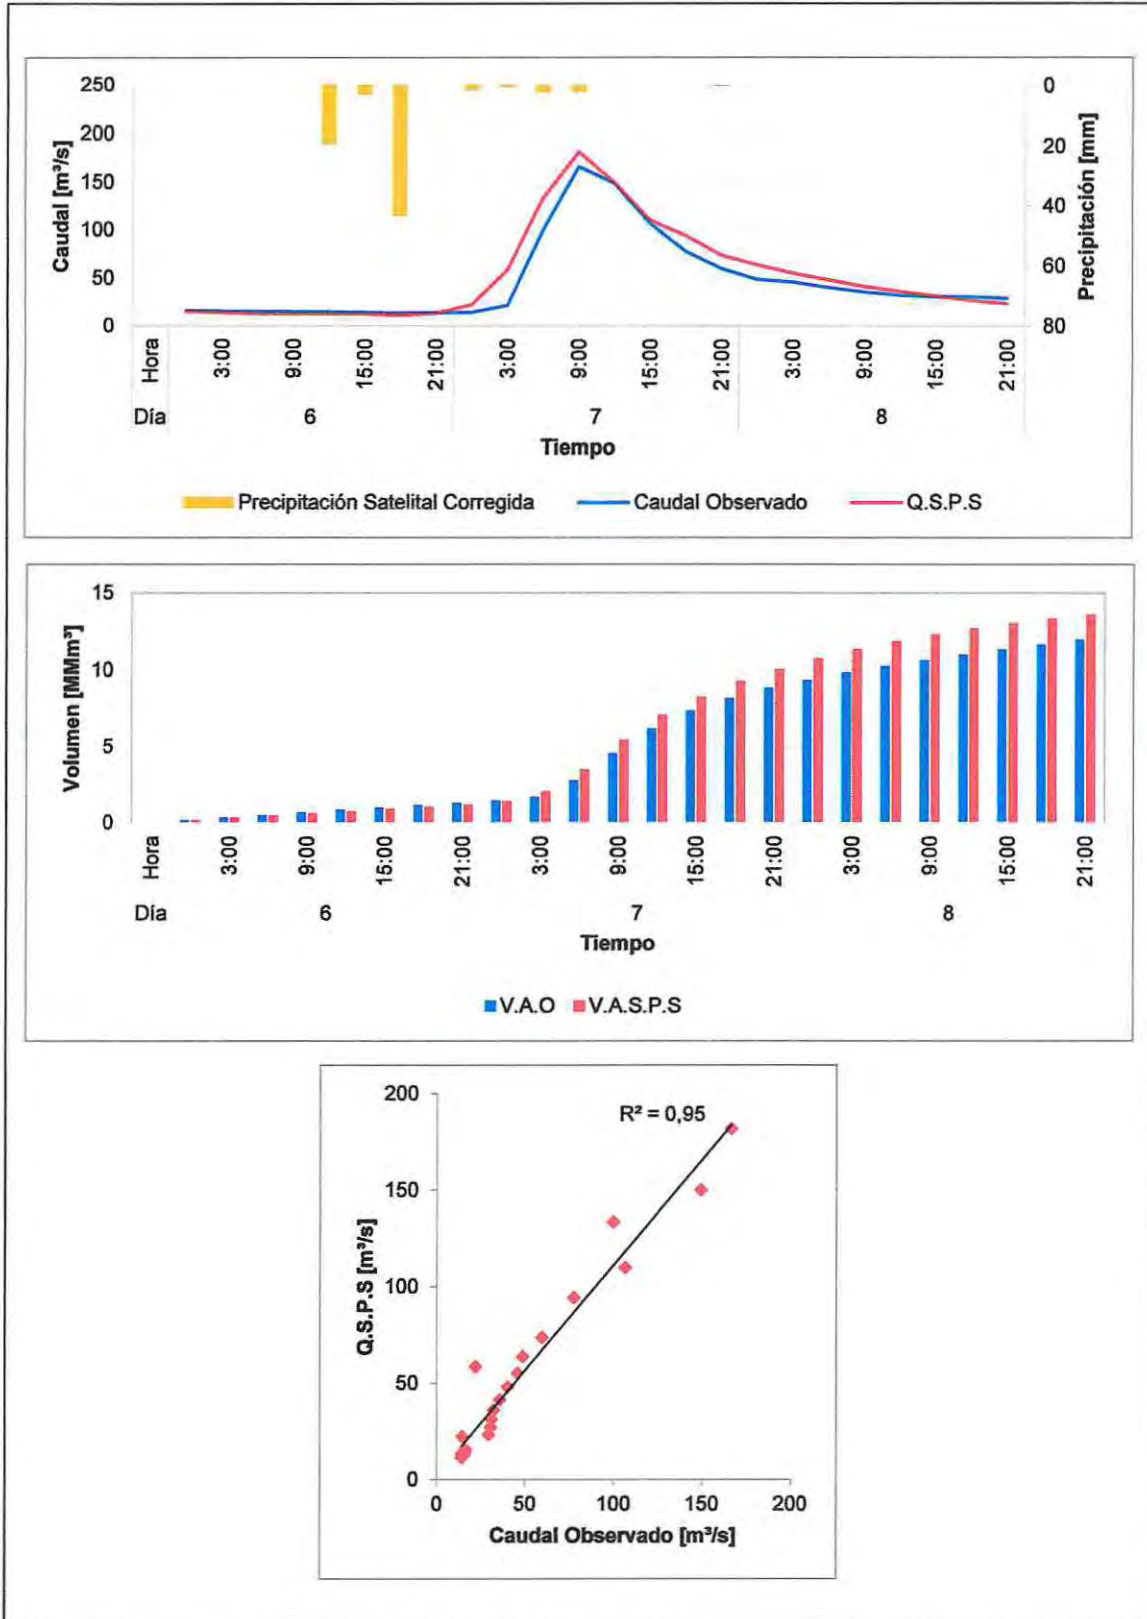 250
200
150
100
50
0
Caudal [m³/s]
0
20
40
60
80
Precipitación [mm]
Hora 3:00 9:00 15:00 21:00 3:00 9:00 15:00 21:00 3:00 9:00 15:00 21:00
Día 6 7 8
Tiempo
Precipitación Satelital Corregida Caudal Observado Q.S.P.S
15
10
5
0
Volumen [MMm³]
Hora 3:00 9:00 15:00 21:00 3:00 9:00 15:00 21:00 3:00 9:00 15:00 21:00
Día 6 7 8
Tiempo
V.A.O V.A.S.P.S
200
150
100
50
0
Q.S.P.S [m³/s]
R² = 0,95
0 50 100 150 200
Caudal Observado [m³/s]